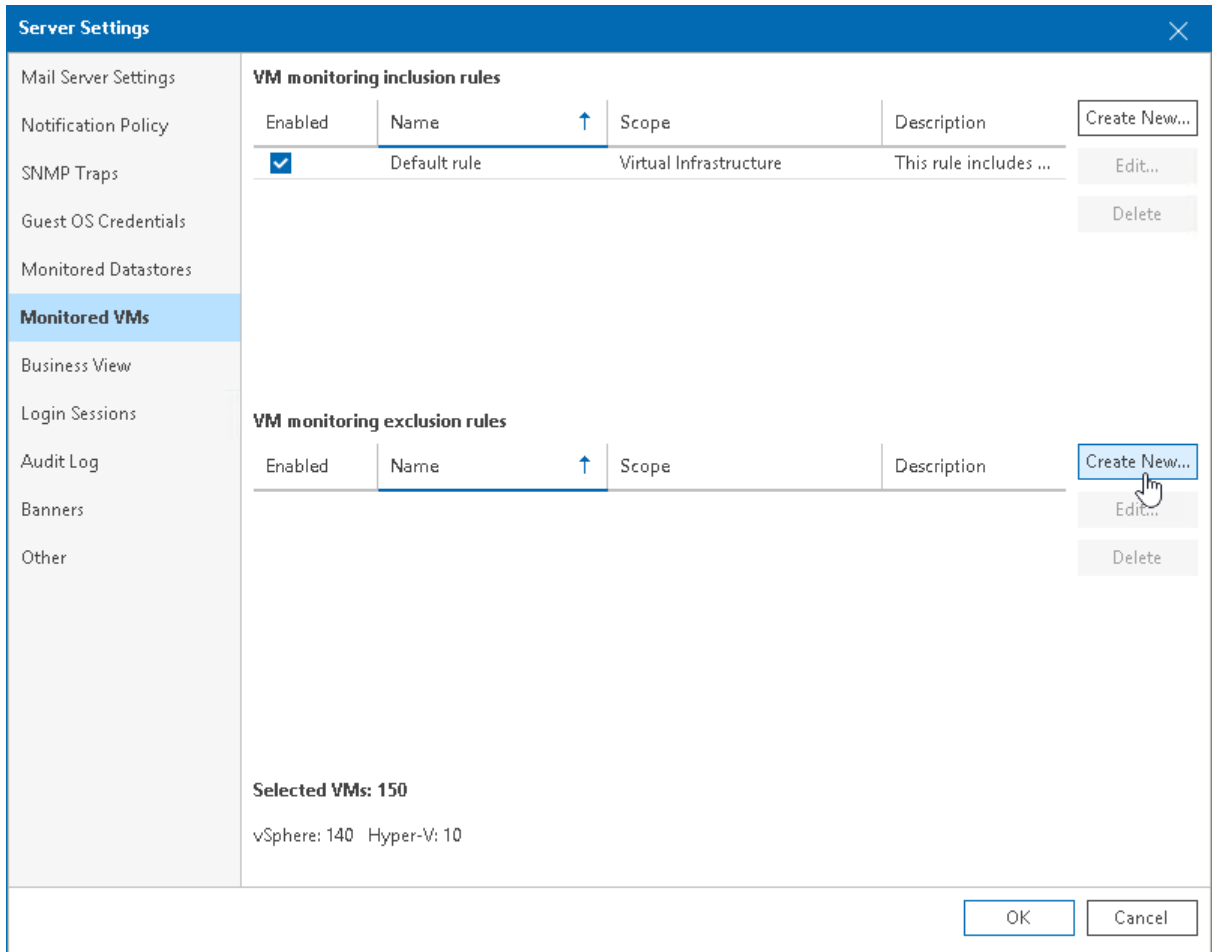 Server Settings
Mail Server Settings
Notification Policy
SNMP Traps
Guest OS Credentials
Monitored Datastores
Monitored VMs
Business View
Login Sessions
Audit Log
Banners
Other
VM monitoring inclusion rules
Enabled Name Scope Description
Default rule Virtual Infrastructure This rule includes ...
Create New...
Edit...
Delete
VM monitoring exclusion rules
Enabled Name Scope Description
Create New...
Edit...
Delete
Selected VMs: 150
vSphere: 140 Hyper-V: 10
OK Cancel